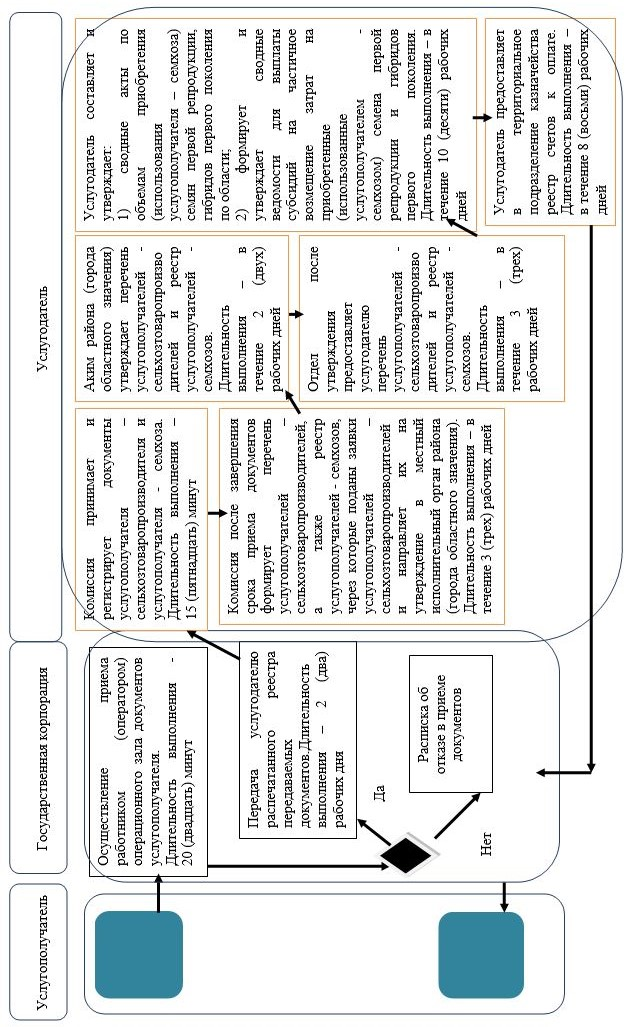 Услугополучатель
Государственная корпорация
Услугодатель
Осуществление приема
работником (оператором)
операционного зала документов
услугополучателя.
Длительность выполнения -
20 (двадцать) минут
Передача услугодателю
распечатанного реестра
передаваемых
документов.Длительность
выполнения – 2 (два)
рабочих дня
Да
Нет
Расписка об
отказе в приеме
документов
Комиссия принимает и
регистрирует документы
услугополучателя –
сельхозтоваропроизводителя и
услугополучателя - семхоза.
Длительность выполнения –
15 (пятнадцать) минут
Комиссия после завершения
срока приема документов
формирует перечень
услугополучателей –
сельхозтоваропроизводителей,
а также реестр
услугополучателей - семхозов,
через которые поданы заявки
услугополучателей –
сельхозтоваропроизводителей
и направляет их на
утверждение в местный
исполнительный орган района
(города областного значения).
Длительность выполнения – в
течение 3 (трех) рабочих дней
Аким района (города
областного значения)
утверждает перечень
услугополучателей -
сельхозтоваропроизво
дителей и реестр
услугополучателей -
семхозов.
Длительность
выполнения – в
течение 2 (двух)
рабочих дней
Отдел после
утверждения
предоставляет
услугодателю
перечень
услугополучателей -
сельхозтоваропроизво
дителей и реестр
услугополучателей -
семхозов.
Длительность
выполнения – в
течение 3 (трех)
рабочих дней
Услугодатель составляет и
утверждает:
1) сводные акты по
объемам приобретения
(использования
услугополучателя – семхоза)
семян первой репродукции,
гибридов первого поколения
по области;
2) формирует и
утверждает сводные
ведомости для выплаты
субсидий на частичное
возмещение затрат на
приобретенные
(использованные
услугополучателем -
семхозом) семена первой
репродукции и гибридов
первого поколения.
Длительность выполнения – в
течение 10 (десяти) рабочих
дней
Услугодатель предоставляет
в территориальное
подразделение казначейства
реестр счетов к оплате.
Длительность выполнения –
в течение 8 (восьми) рабочих
дней